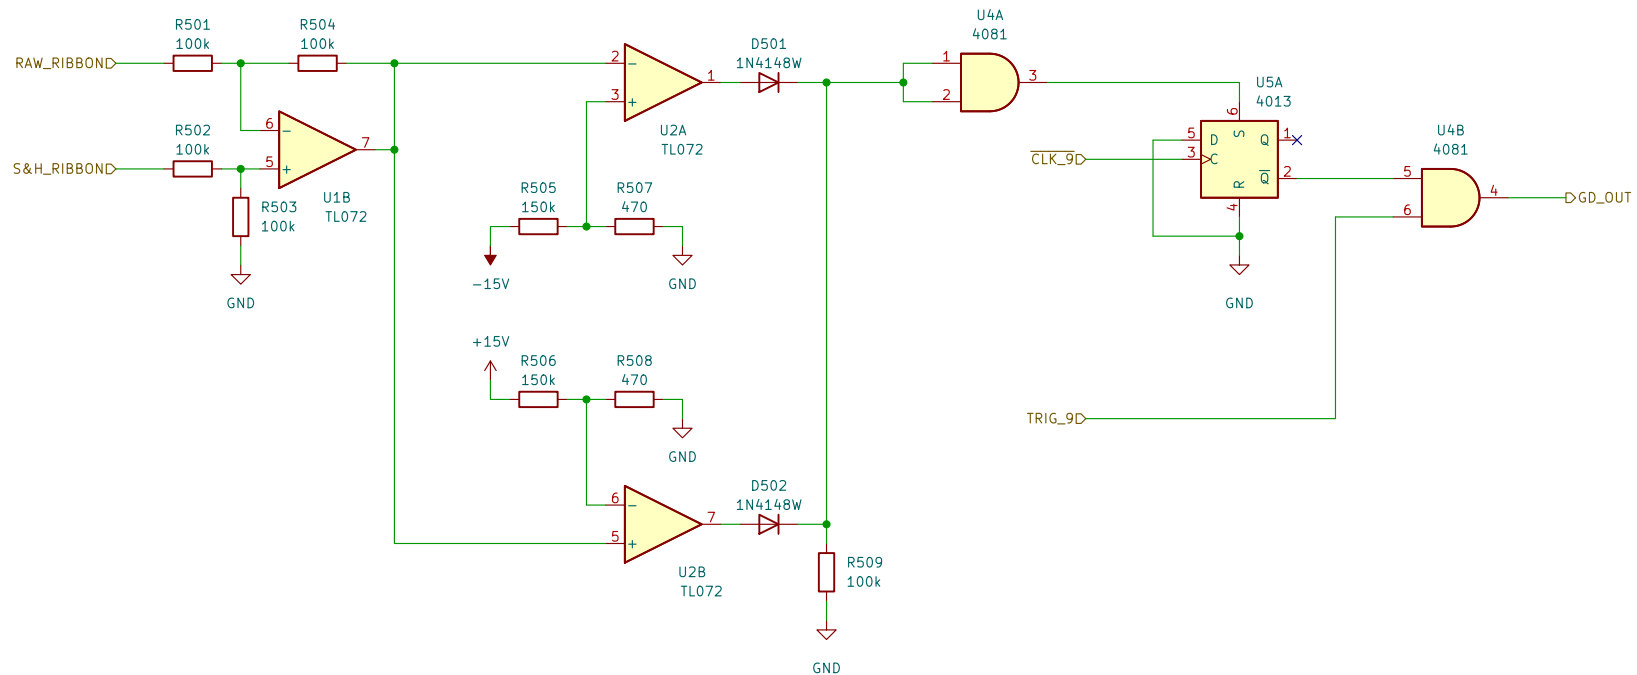 R501
100k
R504
100k
RAW_RIBBON
R502
100k
S&H_RIBBON
R503
100k
GND
6
5
−
+
7
U1B
TL072
2
3
−
+
1
U2A
TL072
D501
1N4148W
R505
150k
R507
470
-15V
GND
+15V
R506
150k
R508
470
GND
6
5
−
+
7
U2B
TL072
D502
1N4148W
R509
100k
GND
U4A
4081
1
2
3
U5A
4013
CLK_9
6
S
5
D
3
C
Q
1
Q
2
R
4
GND
U4B
4081
5
6
4
GD_OUT
TRIG_9